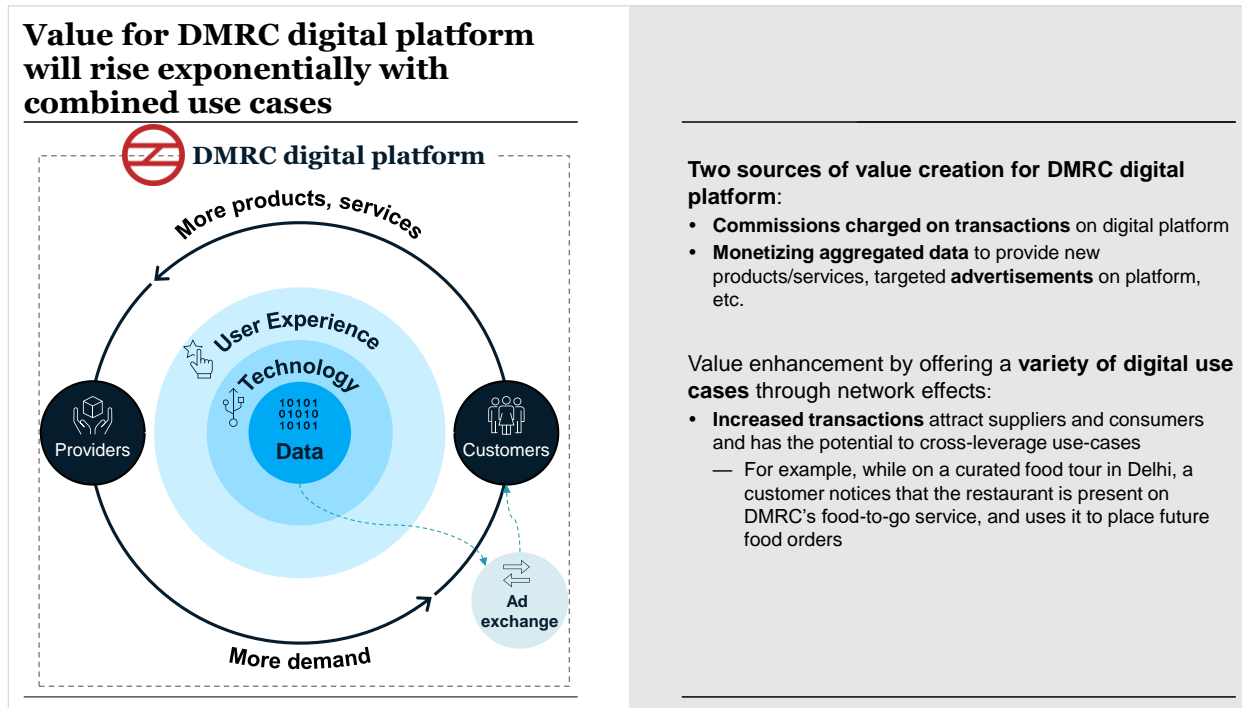 Value for DMRC digital platform
will rise exponentially with
combined use cases
DMRC digital platform
More products, services
User Experience
Technology
10101
01010
10101
Data
Providers
Customers
Ad
exchange
More demand
Two sources of value creation for DMRC digital
platform:
• Commissions charged on transactions on digital platform
• Monetizing aggregated data to provide new
products/services, targeted advertisements on platform,
etc.
Value enhancement by offering a variety of digital use
cases through network effects:
• Increased transactions attract suppliers and consumers
and has the potential to cross-leverage use-cases
— For example, while on a curated food tour in Delhi, a
customer notices that the restaurant is present on
DMRC’s food-to-go service, and uses it to place future
food orders